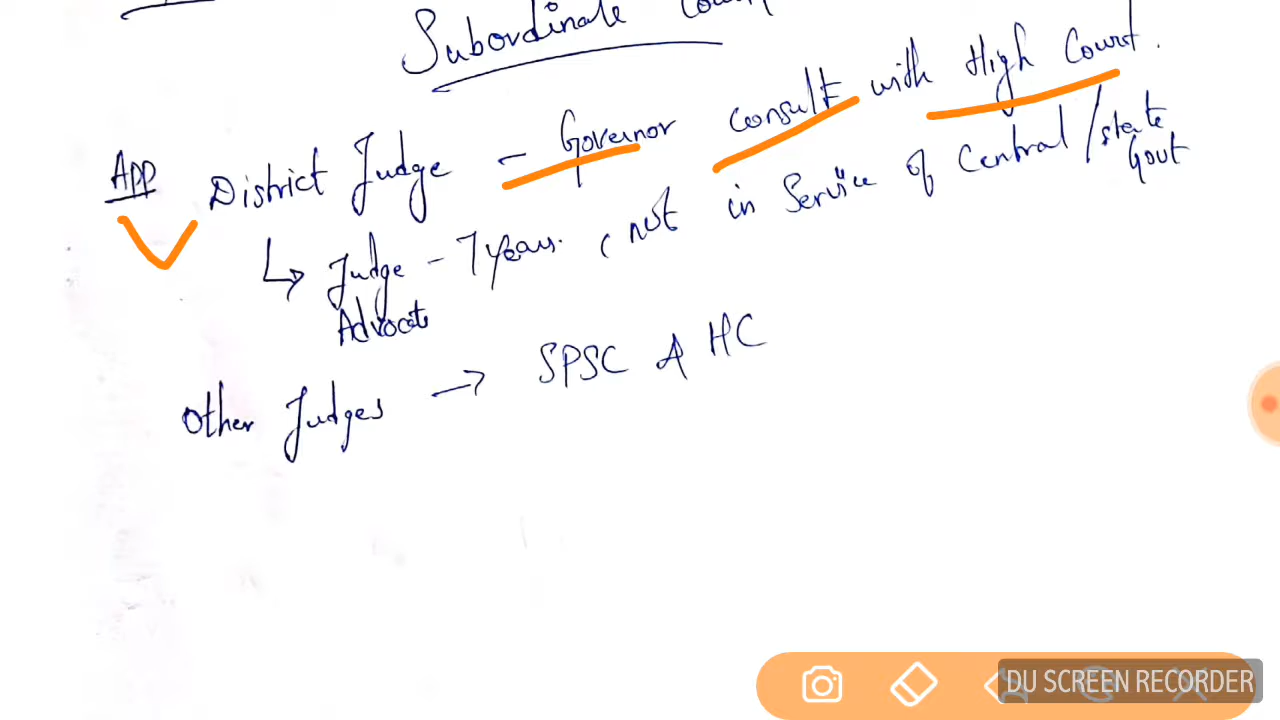 Subordinate
APP District Judge - Governor consult with High Court.
Judge - 7 years. ( not in Service of Central / state Govt
Advocate
Other Judges → SPSC & HC
DU SCREEN RECORDER